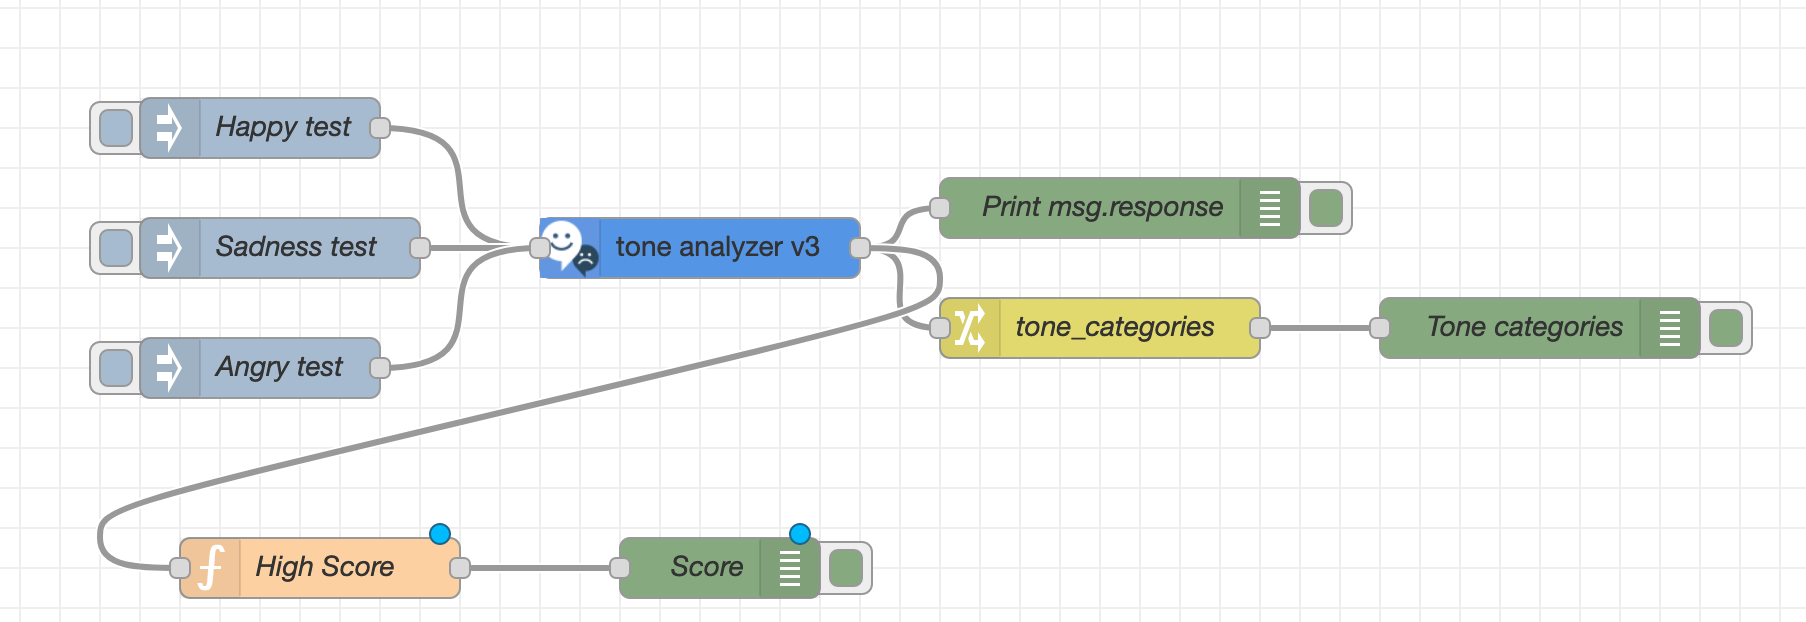 Happy test
Sadness test
Angry test
tone analyzer v3
Print msg.response
tone_categories
Tone categories
High Score
Score